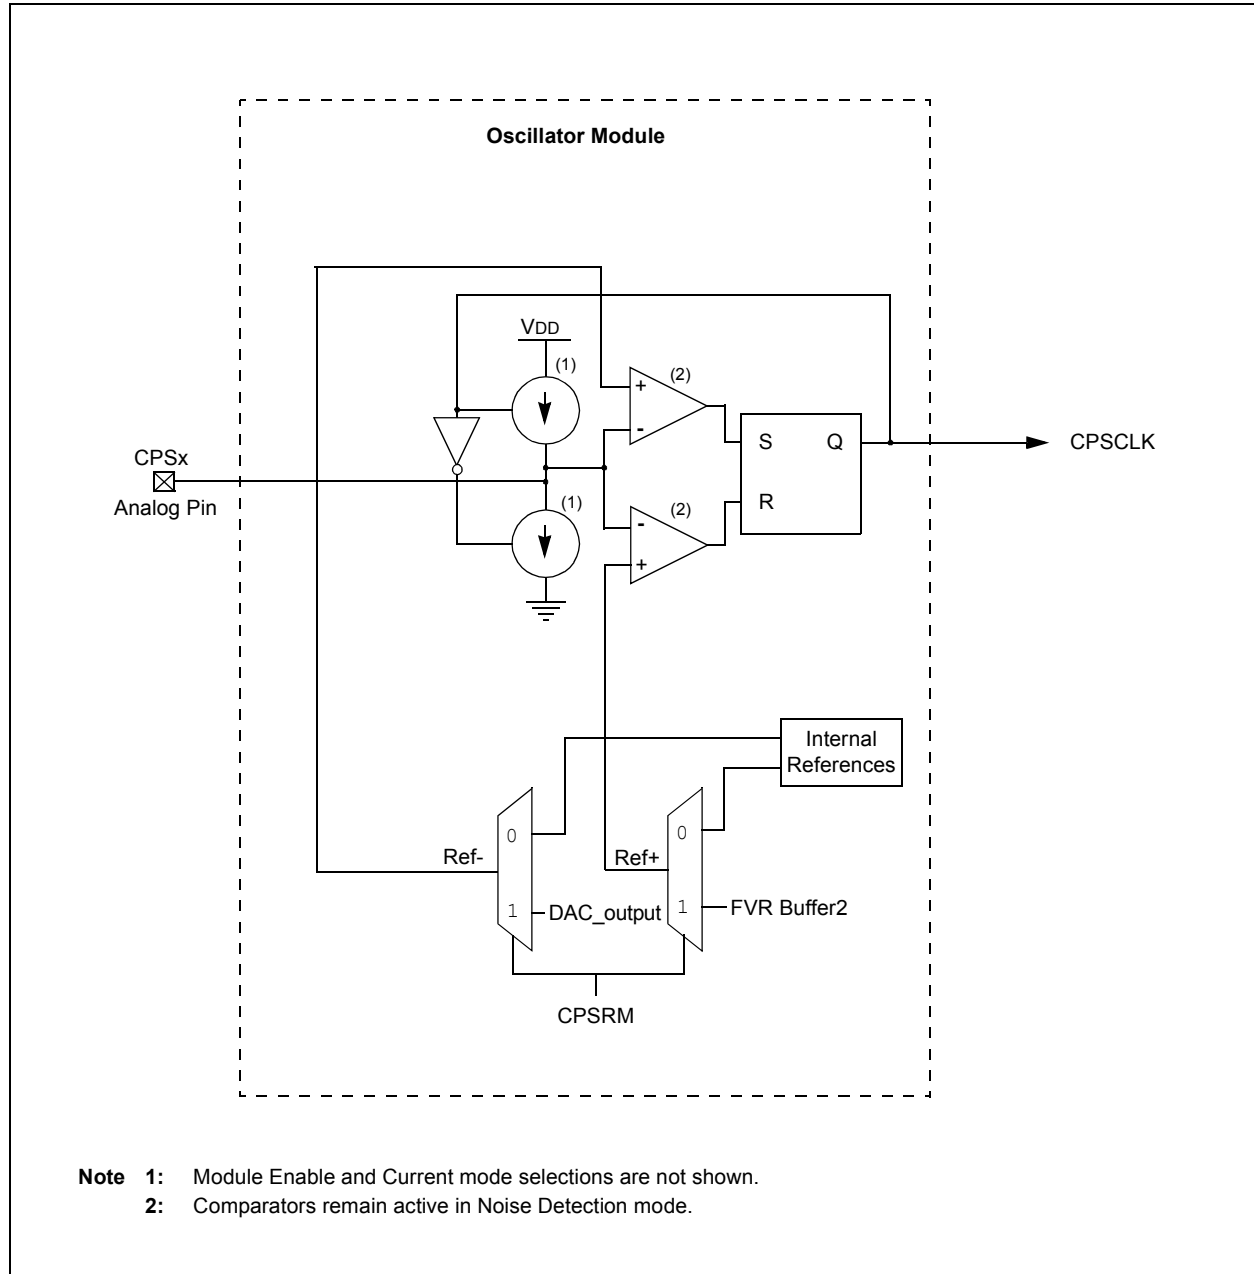 Oscillator Module
VDD
(1)
(2)
+
-
S Q
CPSCLK
CPSx
Analog Pin
(1)
(2)
R
-
+
Internal
References
0
0
Ref-
Ref+
1
DAC_output
1
FVR Buffer2
CPSRM
Note 1: Module Enable and Current mode selections are not shown.
2: Comparators remain active in Noise Detection mode.